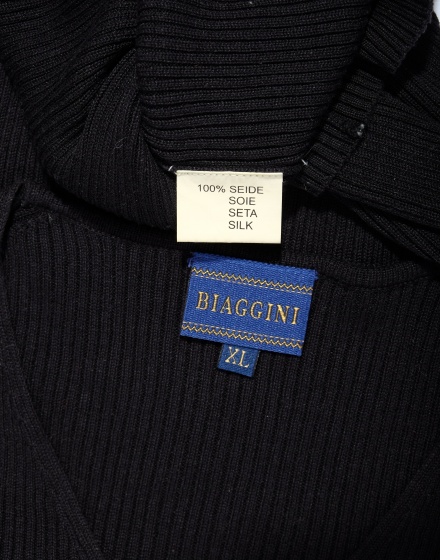 100% SEIDE
SOIE
SETA
SILK
BIAGGINI
XL